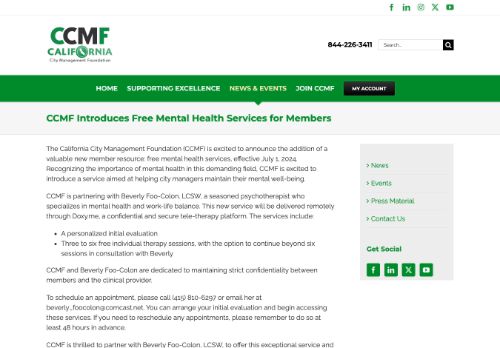 CCMF
CALIFORNIA
City Management Foundation
844-226-3411
Search...
HOME SUPPORTING EXCELLENCE NEWS & EVENTS JOIN CCMF MY ACCOUNT
CCMF Introduces Free Mental Health Services for Members
The California City Management Foundation (CCMF) is excited to announce the addition of a
valuable new member resource: free mental health services, effective July 1, 2024.
Recognizing the importance of mental health in this demanding field, CCMF is excited to
introduce a service aimed at helping city managers maintain their mental well-being.
CCMF is partnering with Beverly Foo-Colon, LCSW, a seasoned psychotherapist who
specializes in mental health and work-life balance. This new service will be delivered remotely
through Doxy.me, a confidential and secure tele-therapy platform. The services include:
• A personalized initial evaluation
• Three to six free individual therapy sessions, with the option to continue beyond six
sessions in consultation with Beverly
CCMF and Beverly Foo-Colon are dedicated to maintaining strict confidentiality between
members and the clinical provider.
To schedule an appointment, please call (415) 810-6297 or email her at
beverly_foocolon@comcast.net. You can arrange your initial evaluation and begin accessing
these services. If you need to reschedule any appointments, please remember to do so at
least 48 hours in advance.
CCMF is thrilled to partner with Beverly Foo-Colon, LCSW, to offer this exceptional service and
> News
> Events
> Press Material
> Contact Us
Get Social